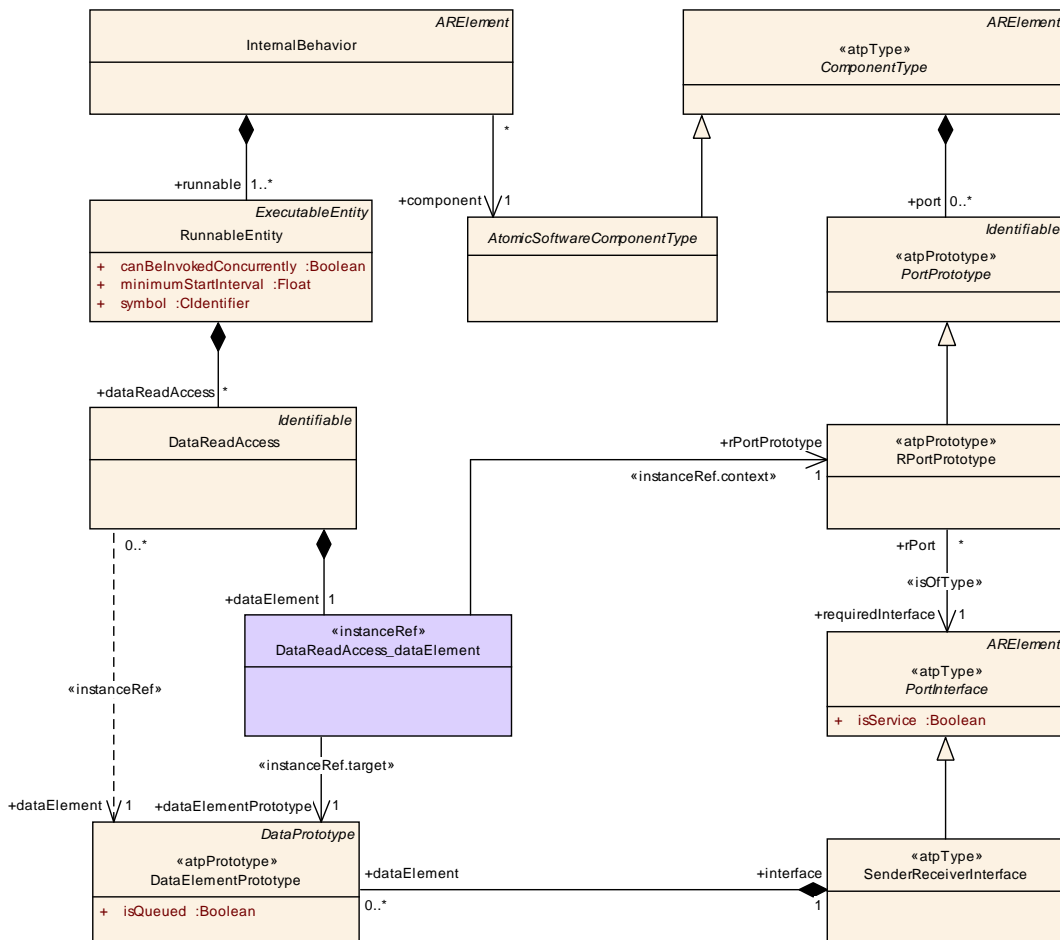 ARElement
InternalBehavior
ARElement
«atpType»
ComponentType
*
+runnable 1..*
+component 1
+port 0..*
ExecutableEntity
RunnableEntity
+ canBeInvokedConcurrently :Boolean
+ minimumStartInterval :Float
+ symbol :CIdentifier
AtomicSoftwareComponentType
Identifiable
«atpPrototype»
PortPrototype
+dataReadAccess *
Identifiable
DataReadAccess
+rPortPrototype
«instanceRef.context» 1
«atpPrototype»
RPortPrototype
0..*
+rPort *
«isOfType»
+dataElement 1
+requiredInterface 1
«instanceRef»
DataReadAccess_dataElement
ARElement
«atpType»
PortInterface
+ isService :Boolean
«instanceRef»
«instanceRef.target»
+dataElement 1
+dataElementPrototype 1
DataPrototype
«atpPrototype»
DataElementPrototype
+ isQueued :Boolean
+dataElement
0..*
+interface
1
«atpType»
SenderReceiverInterface